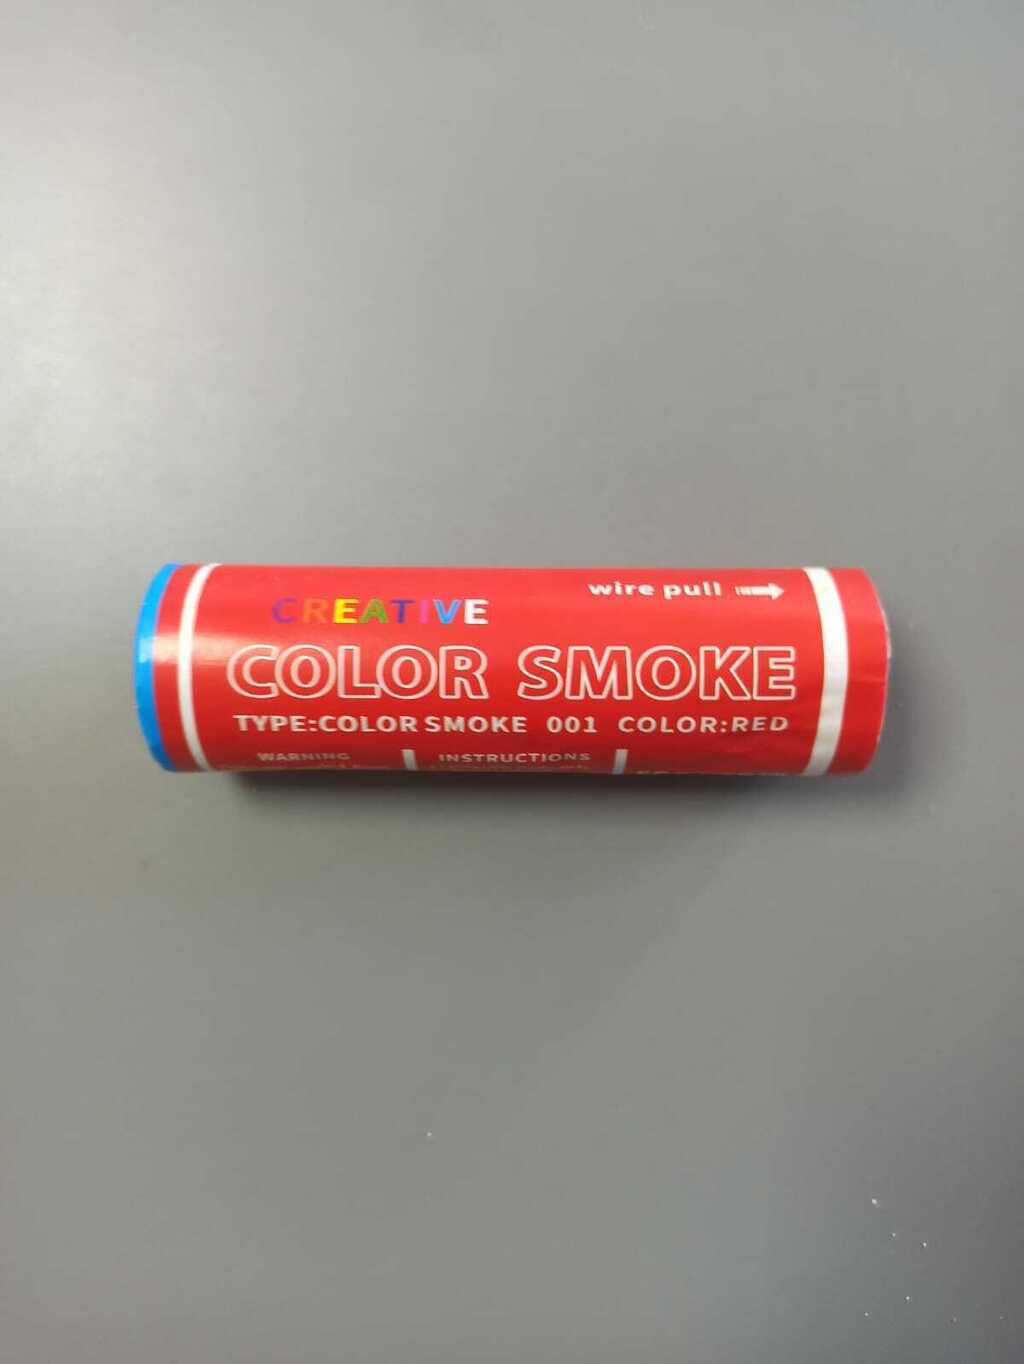 wire pull
CREATIVE
COLOR SMOKE
TYPE:COLOR SMOKE 001 COLOR:RED
WARNING INSTRUCTIONS